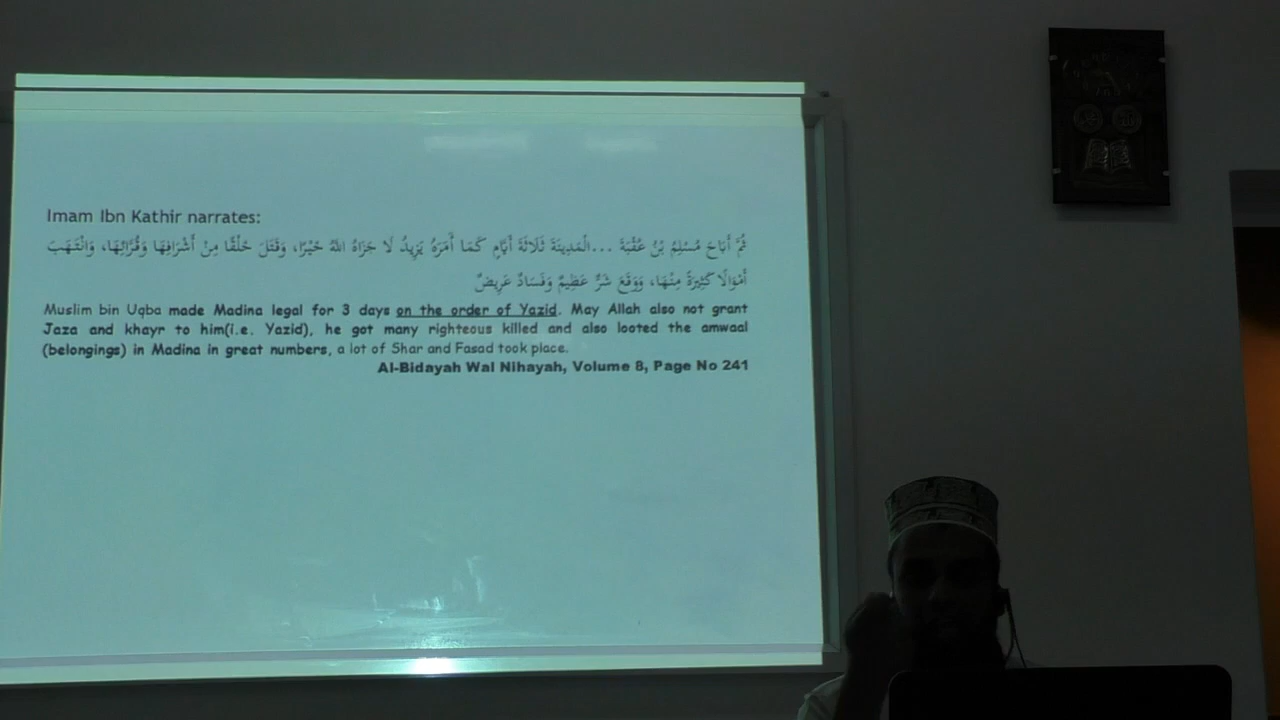 Imam Ibn Kathir narrates:
ثُمَّ أَبَاحَ مُسْلِمُ بْنُ عُقْبَةَ ...الْمَدِينَةَ ثَلَاثَةَ أَيَّامٍ كَمَا أَمَرَهُ يَزِيدُ لَا جَزَاهُ اللَّهُ خَيْرًا، وَقَتَلَ خَلْقًا مِنْ أَشْرَافِهَا وَقُرَّائِهَا، وَانْتَهَبَ
أَمْوَالًا كَثِيرَةً مِنْهَا، وَوَقَعَ شَرٌّ عَظِيمٌ وَفَسَادٌ عَرِيضٌ
Muslim bin Uqba made Madina legal for 3 days on the order of Yazid. May Allah also not grant
Jaza and khayr to him(i.e. Yazid), he got many righteous killed and also looted the amwaal
(belongings) in Madina in great numbers, a lot of Shar and Fasad took place.
Al-Bidayah Wal Nihayah, Volume 8, Page No 241